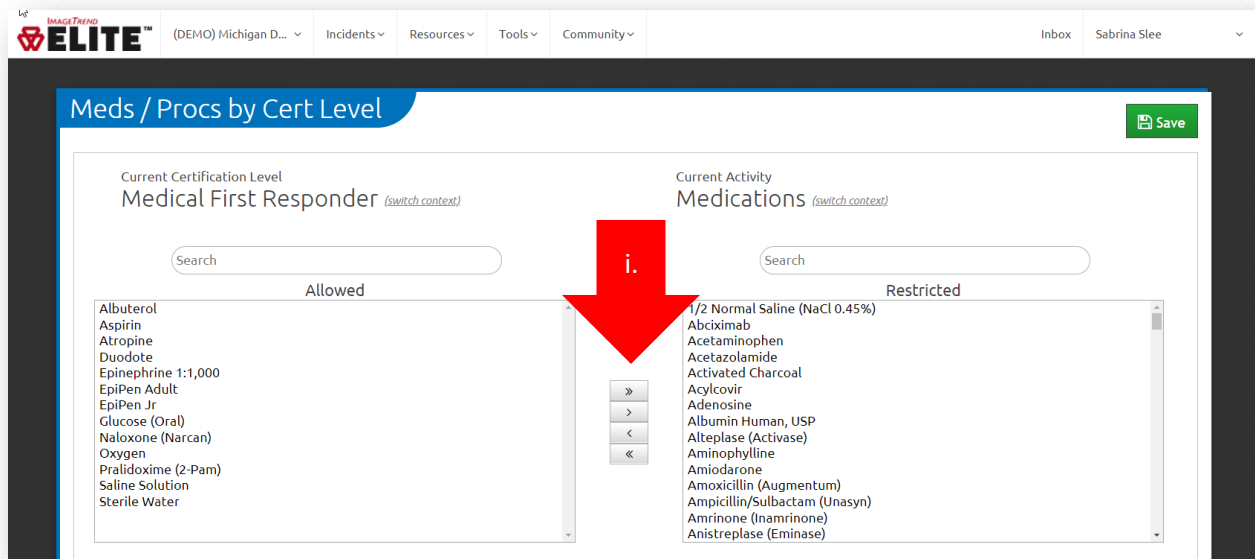 IMAGETREND
ELITE™
(DEMO) Michigan D... Incidents Resources Tools Community Inbox Sabrina Slee
Meds / Procs by Cert Level
Save
Current Certification Level
Medical First Responder (switch context)
Current Activity
Medications (switch context)
i.
Search
Allowed
Albuterol
Aspirin
Atropine
Duodote
Epinephrine 1:1,000
EpiPen Adult
EpiPen Jr
Glucose (Oral)
Naloxone (Narcan)
Oxygen
Pralidoxime (2-Pam)
Saline Solution
Sterile Water
»
>
<
«
Search
Restricted
1/2 Normal Saline (NaCl 0.45%)
Abciximab
Acetaminophen
Acetazolamide
Activated Charcoal
Acylcovir
Adenosine
Albumin Human, USP
Alteplase (Activase)
Aminophylline
Amiodarone
Amoxicillin (Augmentum)
Ampicillin/Sulbactam (Unasyn)
Amrinone (Inamrinone)
Anistreplase (Eminase)